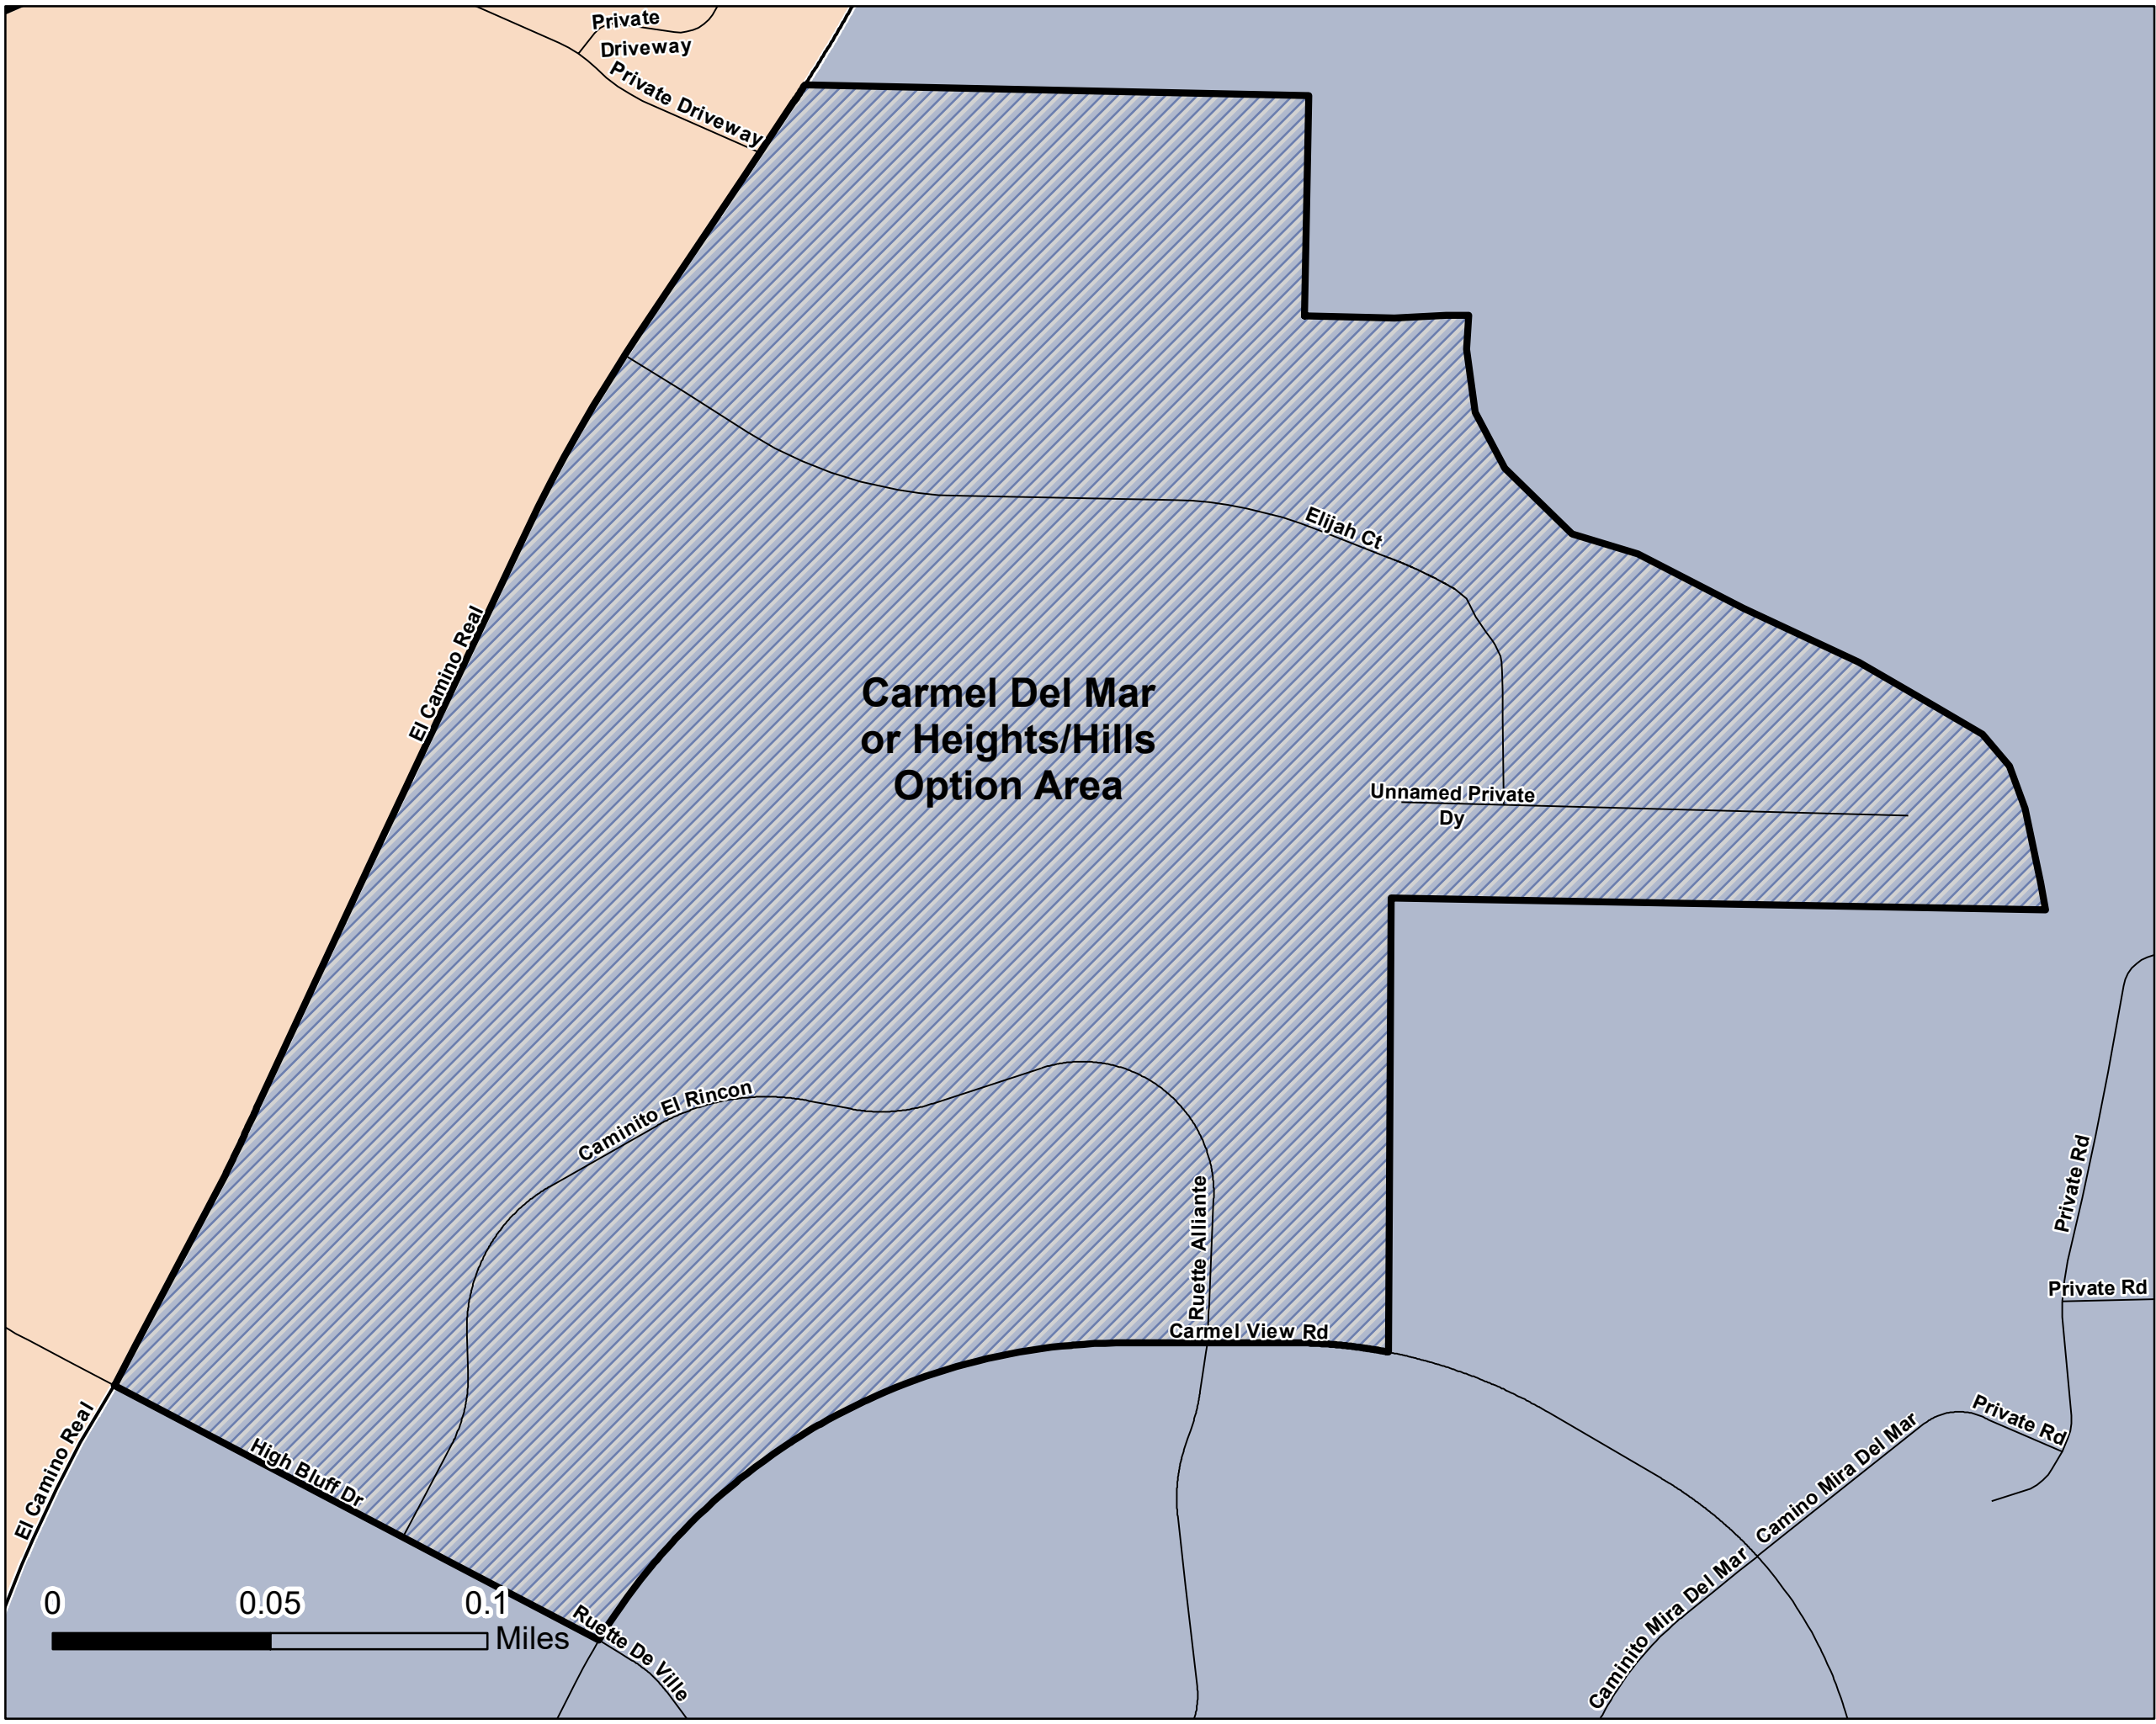 Private
Driveway
Private Driveway
Elijah Ct
El Camino Real
Carmel Del Mar
or Heights/Hills
Option Area
Unnamed Private
Dy
Caminito El Rincon
Private Rd
Ruette Alliante
Private Rd
Carmel View Rd
Private Rd
El Camino Real
High Bluff Dr
Camino Mira Del Mar
Caminito Mira Del Mar
0 0.05 0.1
Miles
Ruette De Ville